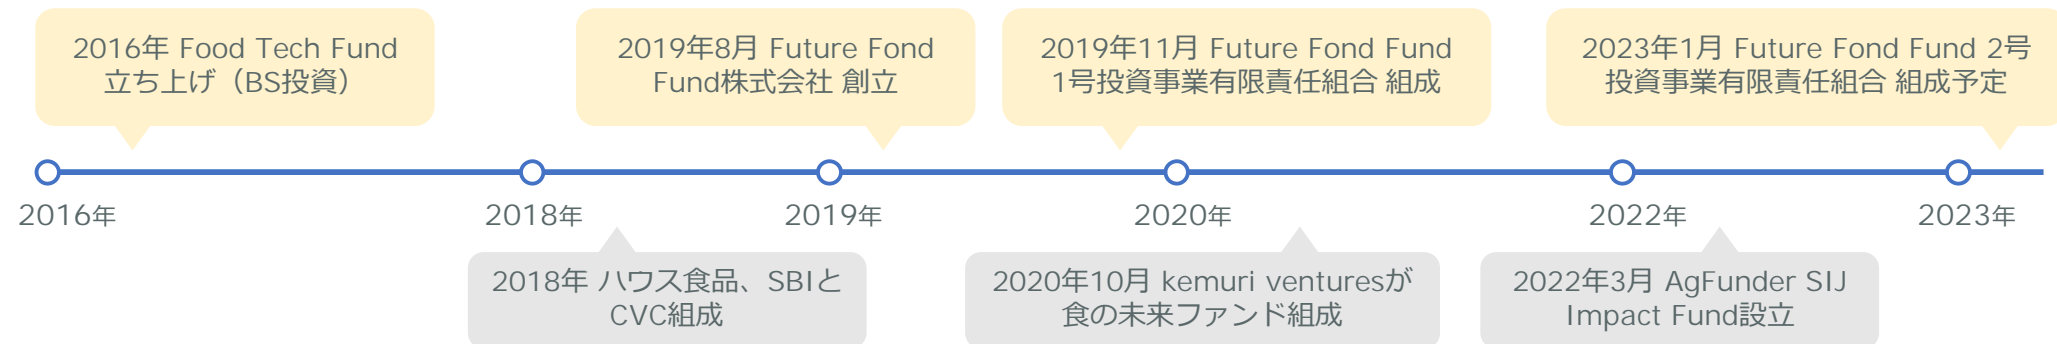 2016年 Food Tech Fund
立ち上げ（BS投資）
2019年8月 Future Fond
Fund株式会社 創立
2019年11月 Future Fond Fund
1号投資事業有限責任組合 組成
2023年1月 Future Fond Fund 2号
投資事業有限責任組合 組成予定
2016年
2018年
2019年
2020年
2022年
2023年
2018年 ハウス食品、SBIと
CVC組成
2020年10月 kemuri venturesが
食の未来ファンド組成
2022年3月 AgFunder SIJ
Impact Fund設立